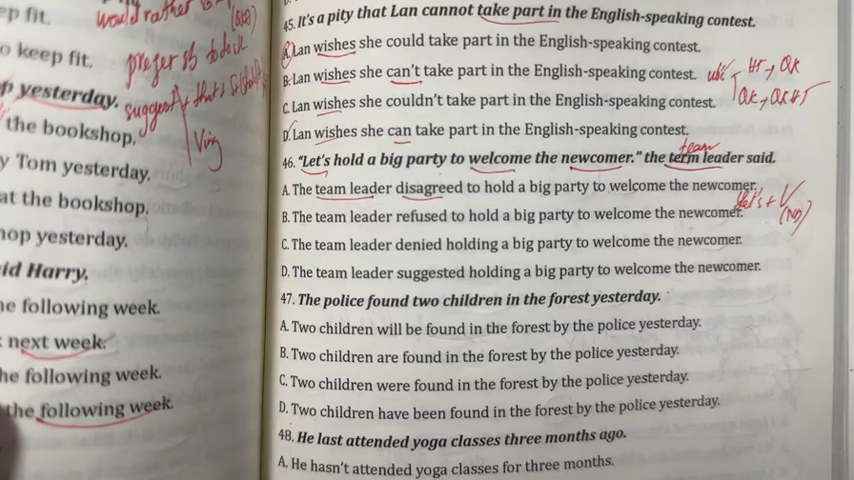 ep fit.
would rather
o keep fit.
prefer sth to
p yesterday.
suggest
that + S + (should)
Ving
the bookshop.
y Tom yesterday.
at the bookshop.
hop yesterday.
id Harry.
he following week.
next week.
he following week.
the following week.
45. It's a pity that Lan cannot take part in the English-speaking contest.
A. Lan wishes she could take part in the English-speaking contest.
B. Lan wishes she can't take part in the English-speaking contest.
HT → QK
C. Lan wishes she couldn't take part in the English-speaking contest.
QK → QKHT
D. Lan wishes she can take part in the English-speaking contest.
team
46. "Let's hold a big party to welcome the newcomer." the term leader said.
A. The team leader disagreed to hold a big party to welcome the newcomer.
let's + V
(No)
B. The team leader refused to hold a big party to welcome the newcomer.
C. The team leader denied holding a big party to welcome the newcomer.
D. The team leader suggested holding a big party to welcome the newcomer.
47. The police found two children in the forest yesterday.
A. Two children will be found in the forest by the police yesterday.
B. Two children are found in the forest by the police yesterday.
C. Two children were found in the forest by the police yesterday.
D. Two children have been found in the forest by the police yesterday.
48. He last attended yoga classes three months ago.
A. He hasn't attended yoga classes for three months.